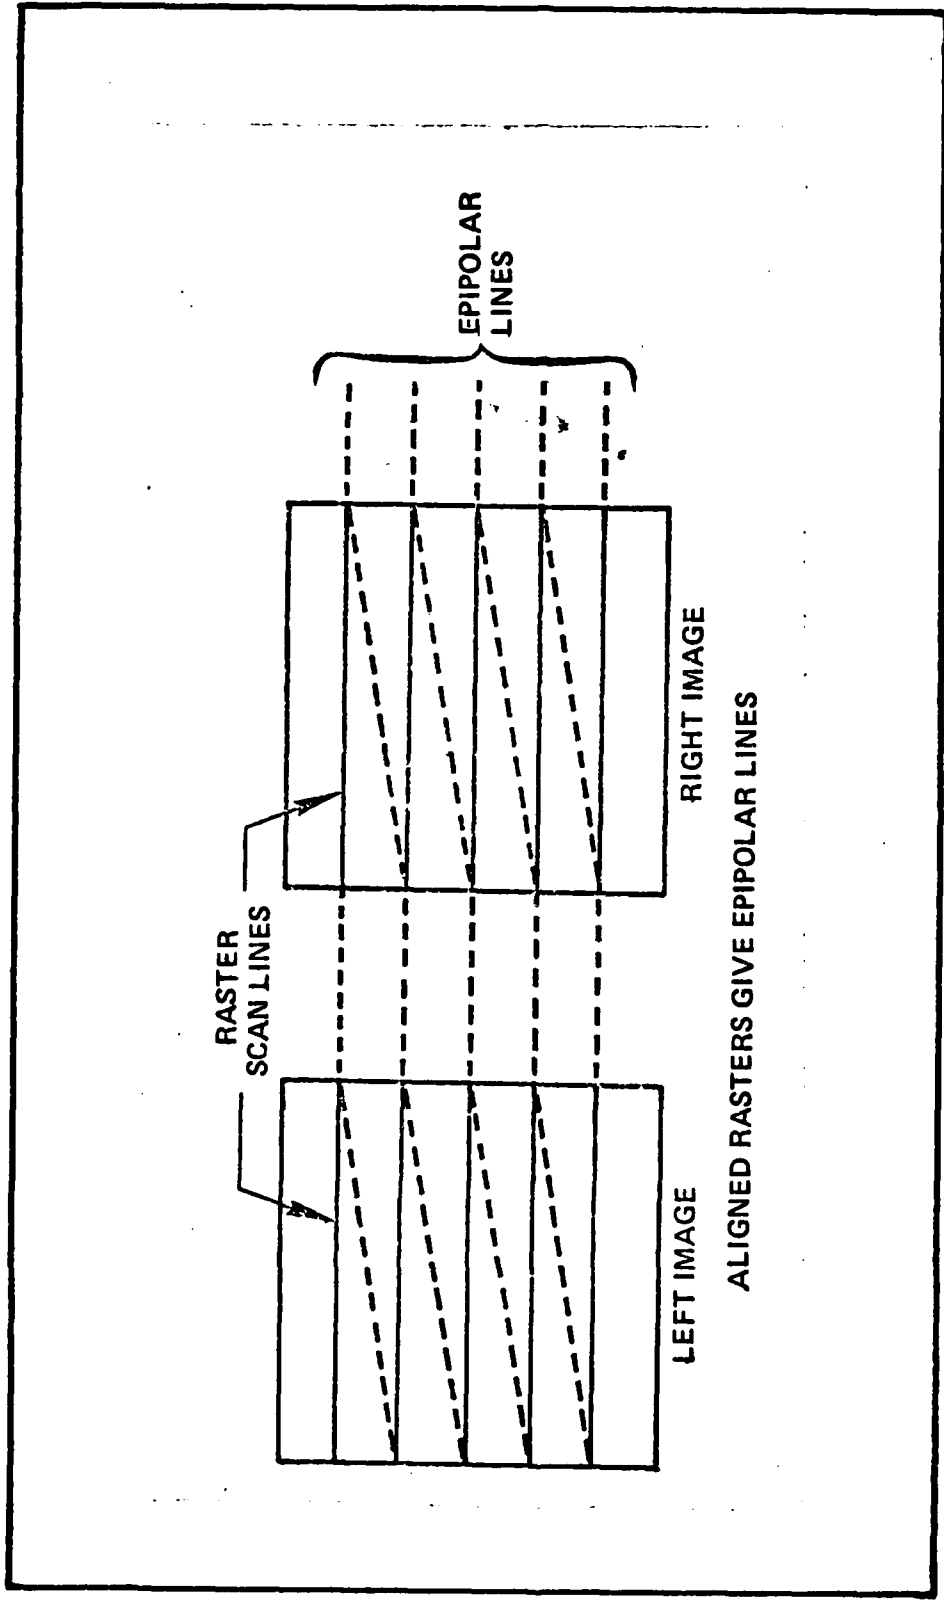 RASTER
SCAN LINES
EPIPOLAR
LINES
LEFT IMAGE
RIGHT IMAGE
ALIGNED RASTERS GIVE EPIPOLAR LINES